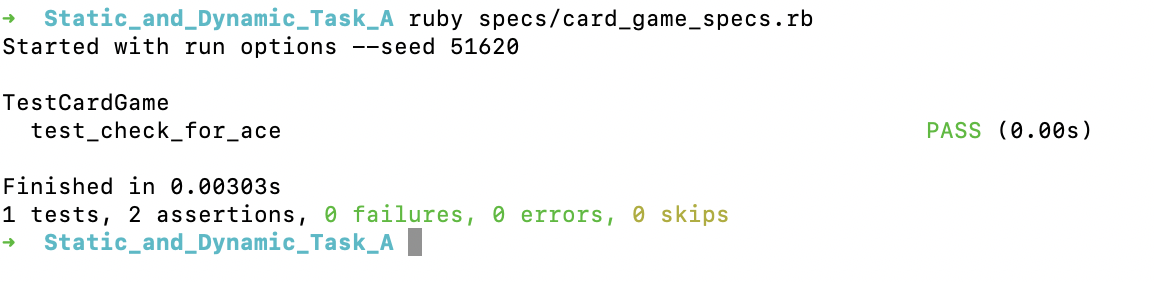 ➜  Static_and_Dynamic_Task_A ruby specs/card_game_specs.rb
Started with run options --seed 51620

TestCardGame
  test_check_for_ace                                              PASS (0.00s)

Finished in 0.00303s
1 tests, 2 assertions, 0 failures, 0 errors, 0 skips
➜  Static_and_Dynamic_Task_A